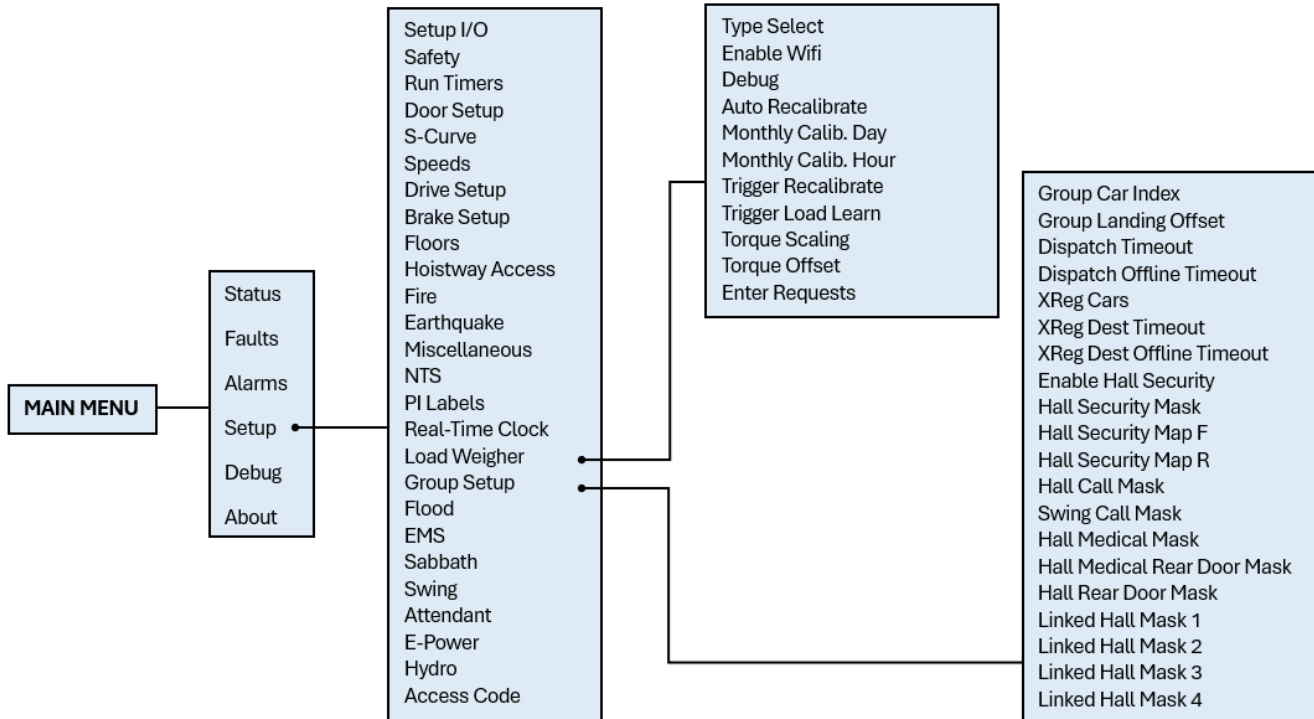 MAIN MENU
Status
Faults
Alarms
Setup
Debug
About
Setup I/O
Safety
Run Timers
Door Setup
S-Curve
Speeds
Drive Setup
Brake Setup
Floors
Hoistway Access
Fire
Earthquake
Miscellaneous
NTS
PI Labels
Real-Time Clock
Load Weigher
Group Setup
Flood
EMS
Sabbath
Swing
Attendant
E-Power
Hydro
Access Code
Type Select
Enable Wifi
Debug
Auto Recalibrate
Monthly Calib. Day
Monthly Calib. Hour
Trigger Recalibrate
Trigger Load Learn
Torque Scaling
Torque Offset
Enter Requests
Group Car Index
Group Landing Offset
Dispatch Timeout
Dispatch Offline Timeout
XReg Cars
XReg Dest Timeout
XReg Dest Offline Timeout
Enable Hall Security
Hall Security Mask
Hall Security Map F
Hall Security Map R
Hall Call Mask
Swing Call Mask
Hall Medical Mask
Hall Medical Rear Door Mask
Hall Rear Door Mask
Linked Hall Mask 1
Linked Hall Mask 2
Linked Hall Mask 3
Linked Hall Mask 4